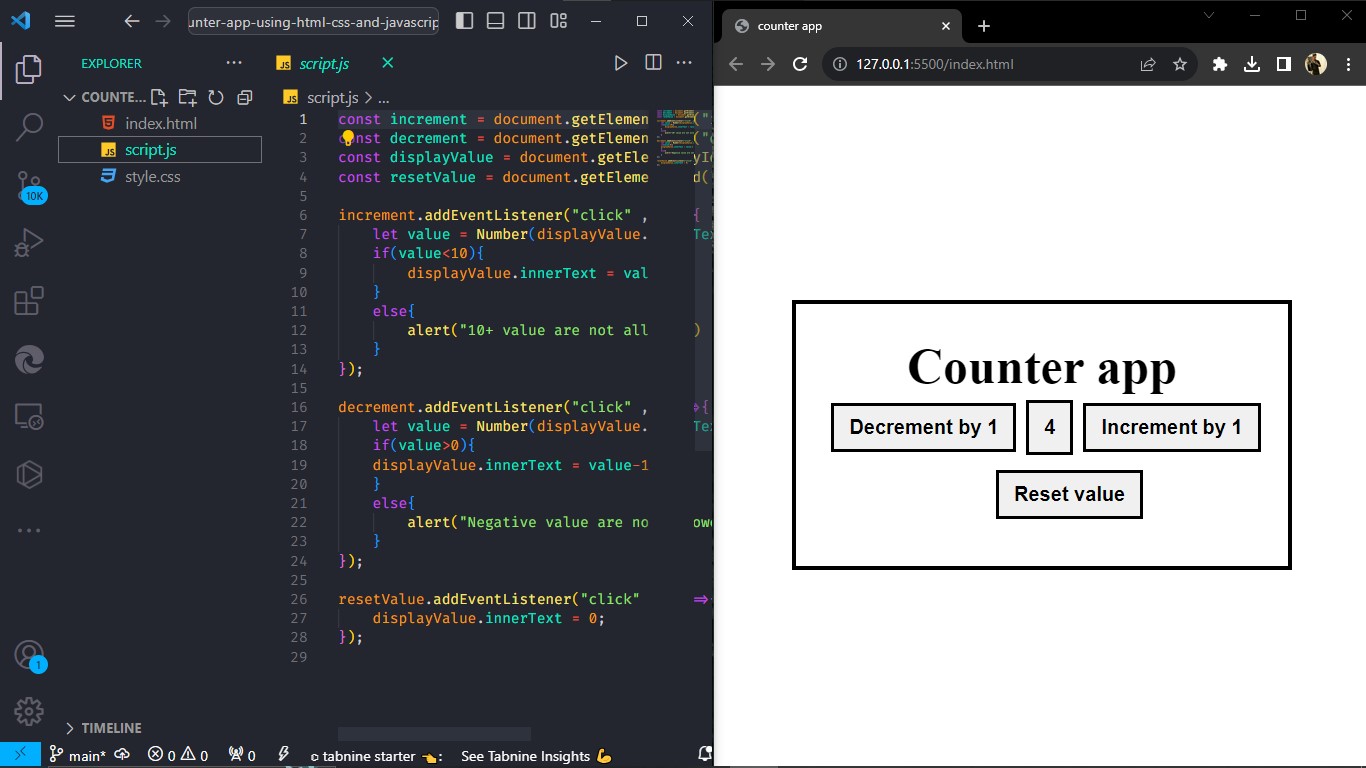 unter-app-using-html-css-and-javascrip
EXPLORER
COUNTE...
index.html
script.js
style.css
10K
1
TIMELINE
script.js
script.js > ...
1 const increment = document.getElemen ("
2 const decrement = document.getElemen ("
3 const displayValue = document.getEle yI
4 const resetValue = document.getEleme d(
5
6 increment.addEventListener("click" , {
7 let value = Number(displayValue. Tex
8 if(value<10){
9 displayValue.innerText = val
10 }
11 else{
12 alert("10+ value are not all )
13 }
14 });
15
16 decrement.addEventListener("click" , =>{
17 let value = Number(displayValue. Tex
18 if(value>0){
19 displayValue.innerText = value-1
20 }
21 else{
22 alert("Negative value are no owe
23 }
24 });
25
26 resetValue.addEventListener("click" =>
27 displayValue.innerText = 0;
28 });
29
main* 0 0 0 tabnine starter : See Tabnine Insights
counter app
127.0.0.1:5500/index.html
Counter app
Decrement by 1 4 Increment by 1
Reset value